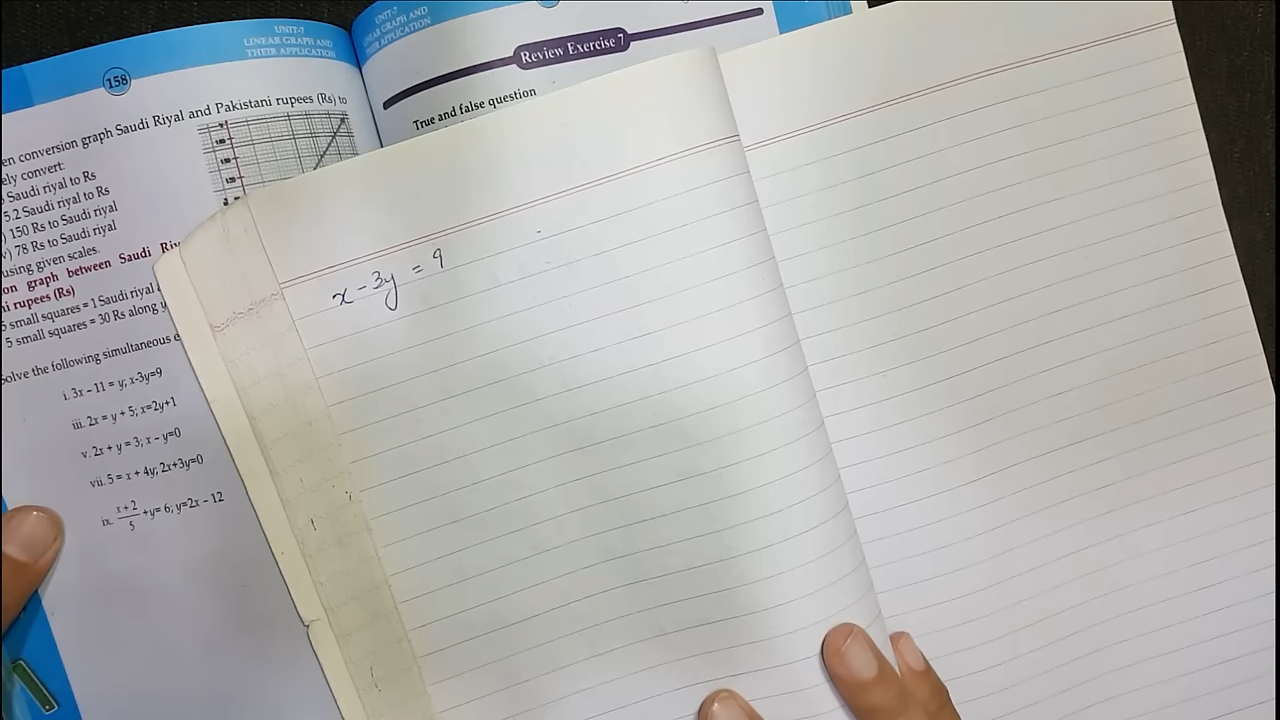 158
UNIT-7
LINEAR GRAPH AND
THEIR APPLICATION
en conversion graph Saudi Riyal and Pakistani rupees (Rs) to
ely convert:
Saudi riyal to Rs
5.2 Saudi riyal to Rs
) 150 Rs to Saudi riyal
v) 78 Rs to Saudi riyal
using given scales.
on graph between Saudi Riy
ni rupees (Rs)
5 small squares = 1 Saudi riyal
5 small squares = 30 Rs along y
Solve the following simultaneous e
i. 3x – 11 = y; x-3y=9
iii. 2x = y + 5; x=2y+1
v. 2x + y = 3; x – y=0
vii. 5 = x + 4y; 2x+3y=0
ix. x+2/5 +y= 6; y=2x – 12
UNIT-7
LINEAR GRAPH AND
THEIR APPLICATION
Review Exercise 7
True and false question
x - 3y = 9